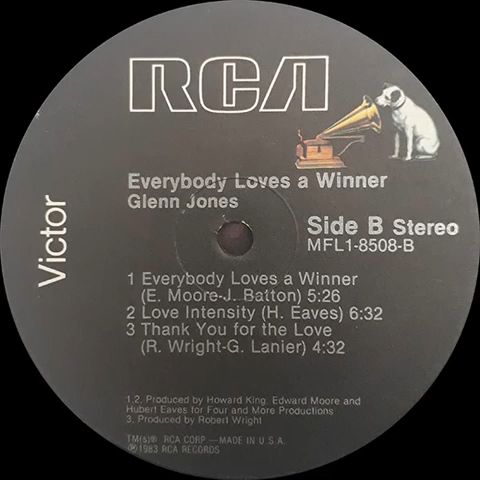 RCA
Victor
Everybody Loves a Winner
Glenn Jones
Side B Stereo
MFL1-8508-B
1 Everybody Loves a Winner
(E. Moore-J. Batton) 5:26
2 Love Intensity (H. Eaves) 6:32
3 Thank You for the Love
(R. Wright-G. Lanier) 4:32
1,2. Produced by Howard King, Edward Moore and
Hubert Eaves for Four and More Productions
3. Produced by Robert Wright
TM(s)® RCA CORP — MADE IN U.S.A.
℗1983 RCA RECORDS